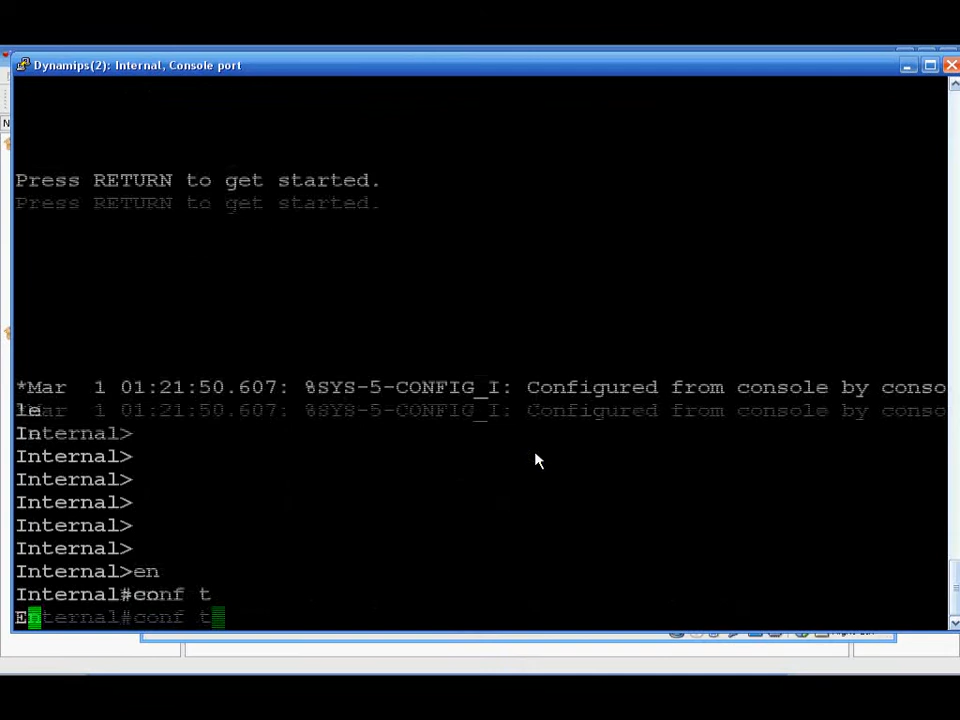 Dynamips(2): Internal, Console port
N
Press RETURN to get started.
Press RETURN to get started.
*Mar  1 01:21:50.607: %SYS-5-CONFIG_I: Configured from console by conso
le
*Mar  1 01:21:50.607: %SYS-5-CONFIG_I: Configured from console by conso
Internal>
Internal>
Internal>
Internal>
Internal>
Internal>
Internal>en
Internal#conf t
Internal#conf t